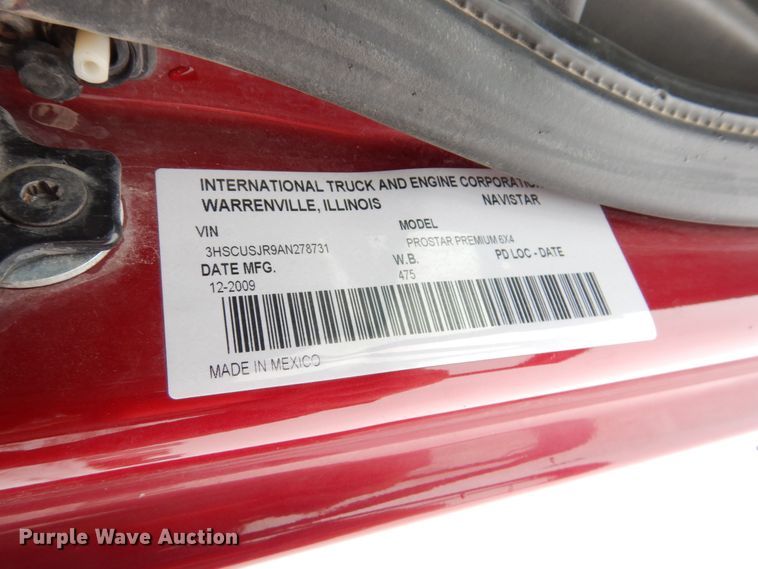 INTERNATIONAL TRUCK AND ENGINE CORPORATION
WARRENVILLE, ILLINOIS NAVISTAR
VIN MODEL
3HSCUSJR9AN278731 PROSTAR PREMIUM 6X4
DATE MFG. W.B. PD LOC - DATE
12-2009 475
MADE IN MEXICO
Purple Wave Auction